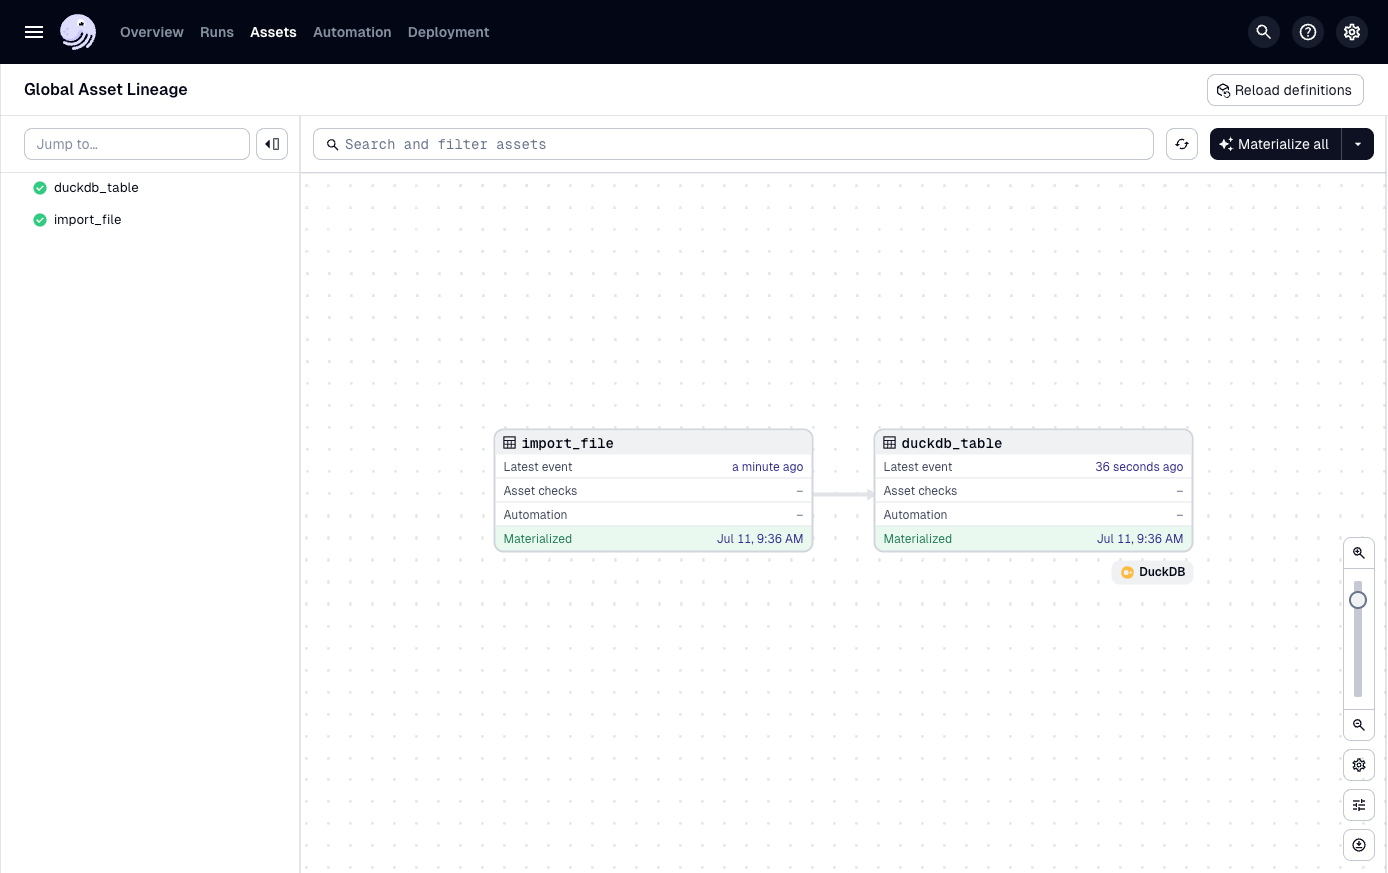 Overview Runs Assets Automation Deployment
Global Asset Lineage
Reload definitions
Jump to…
Search and filter assets
Materialize all
duckdb_table
import_file
import_file
Latest event a minute ago
Asset checks –
Automation –
Materialized Jul 11, 9:36 AM
duckdb_table
Latest event 36 seconds ago
Asset checks –
Automation –
Materialized Jul 11, 9:36 AM
DuckDB